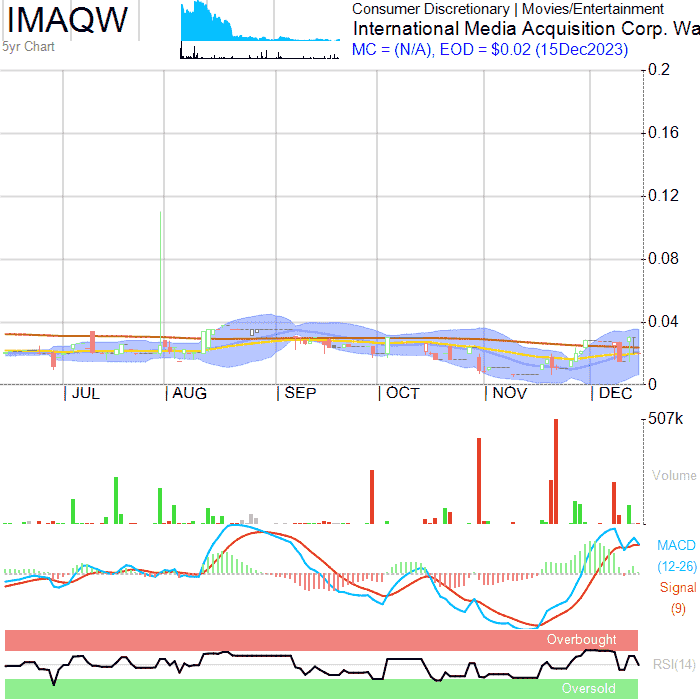 IMAQW
5yr Chart
Consumer Discretionary | Movies/Entertainment
International Media Acquisition Corp. Wa
MC = (N/A), EOD = $0.02 (15Dec2023)
0.2
0.16
0.12
0.08
0.04
0
| JUL | AUG | SEP | OCT | NOV | DEC
507k
Volume
MACD
(12-26)
Signal
(9)
Overbought
RSI(14)
Oversold